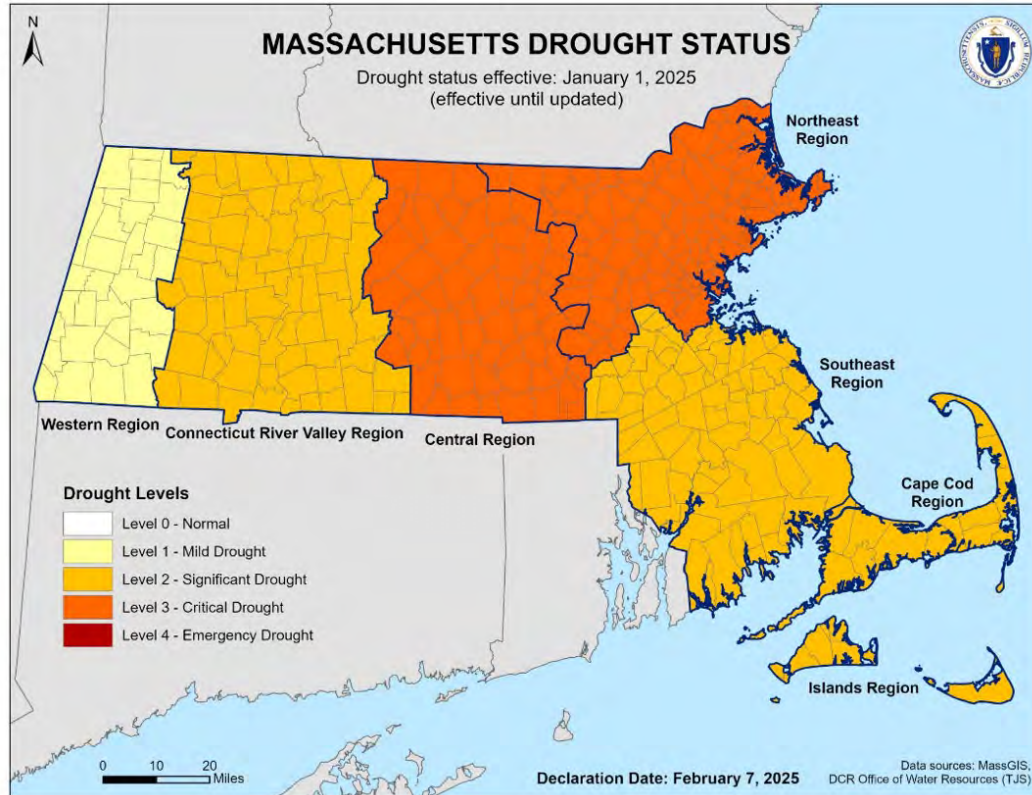 N
MASSACHUSETTS DROUGHT STATUS
Drought status effective: January 1, 2025
(effective until updated)
Northeast
Region
Southeast
Region
Western Region
Connecticut River Valley Region
Central Region
Cape Cod
Region
Drought Levels
Level 0 - Normal
Level 1 - Mild Drought
Level 2 - Significant Drought
Level 3 - Critical Drought
Level 4 - Emergency Drought
Islands Region
0 10 20
Miles
Declaration Date: February 7, 2025
Data sources: MassGIS,
DCR Office of Water Resources (TJS)